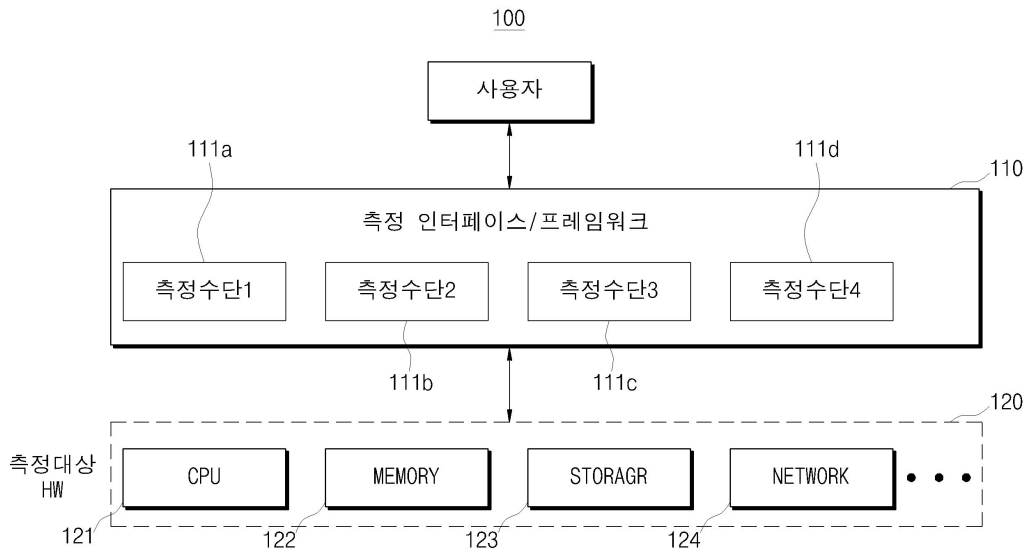 100
사용자
111a
111d
110
측정 인터페이스/프레임워크
측정수단1
측정수단2
측정수단3
측정수단4
111b
111c
120
측정대상
HW
CPU
MEMORY
STORAGR
NETWORK
121
122
123
124